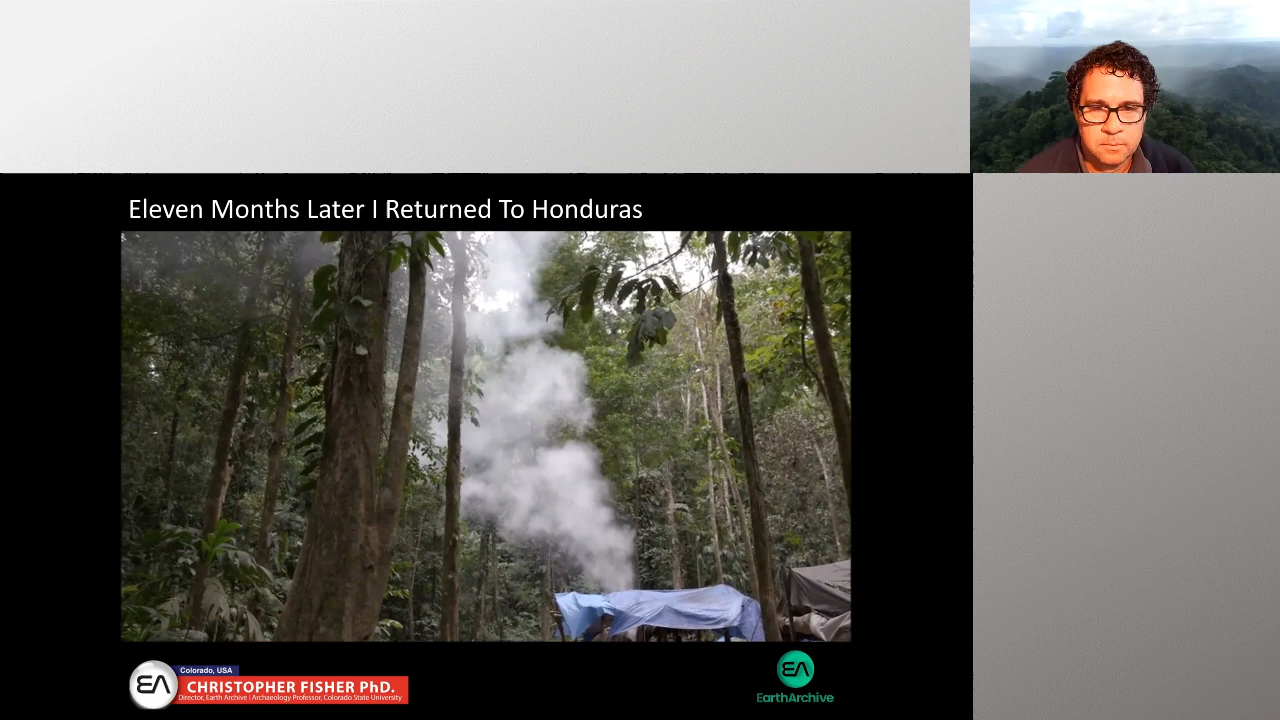 Eleven Months Later I Returned To Honduras
Colorado, USA
EA
CHRISTOPHER FISHER PhD.
Director, Earth Archive | Archaeology Professor, Colorado State University
EA
EarthArchive